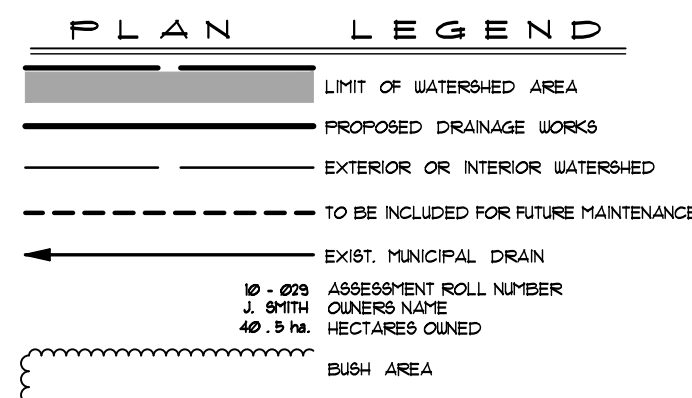 PLAN LEGEND
LIMIT OF WATERSHED AREA
PROPOSED DRAINAGE WORKS
EXTERIOR OR INTERIOR WATERSHED
TO BE INCLUDED FOR FUTURE MAINTENANCE
EXIST. MUNICIPAL DRAIN
10 - 029 ASSESSMENT ROLL NUMBER
J. SMITH OWNERS NAME
40.5 ha. HECTARES OWNED
BUSH AREA